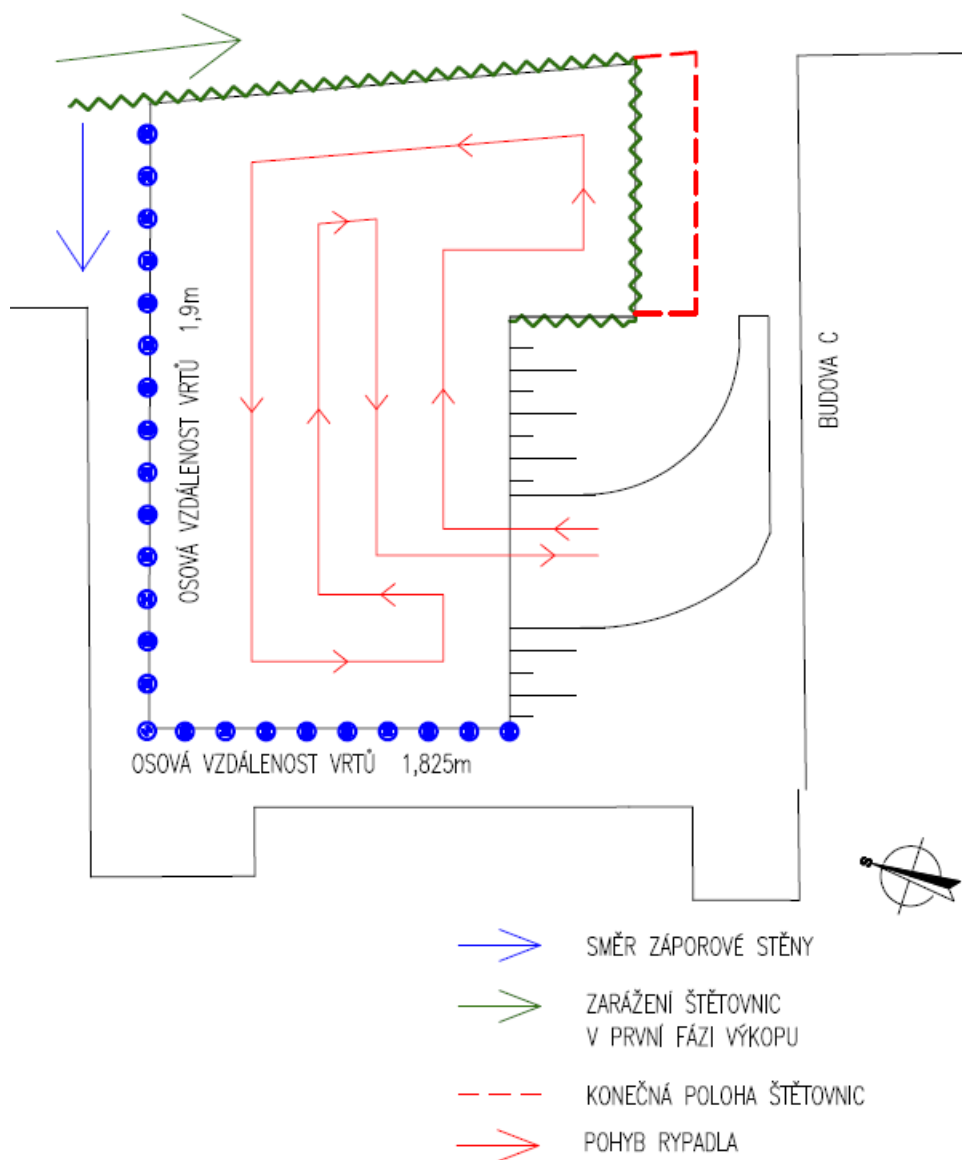 OSOVÁ VZDÁLENOST VRTŮ 1,9m
BUDOVA C
OSOVÁ VZDÁLENOST VRTŮ 1,825m
S
SMĚR ZÁPOROVÉ STĚNY
ZARÁŽENÍ ŠTĚTOVNIC
V PRVNÍ FÁZI VÝKOPU
KONEČNÁ POLOHA ŠTĚTOVNIC
POHYB RYPADLA